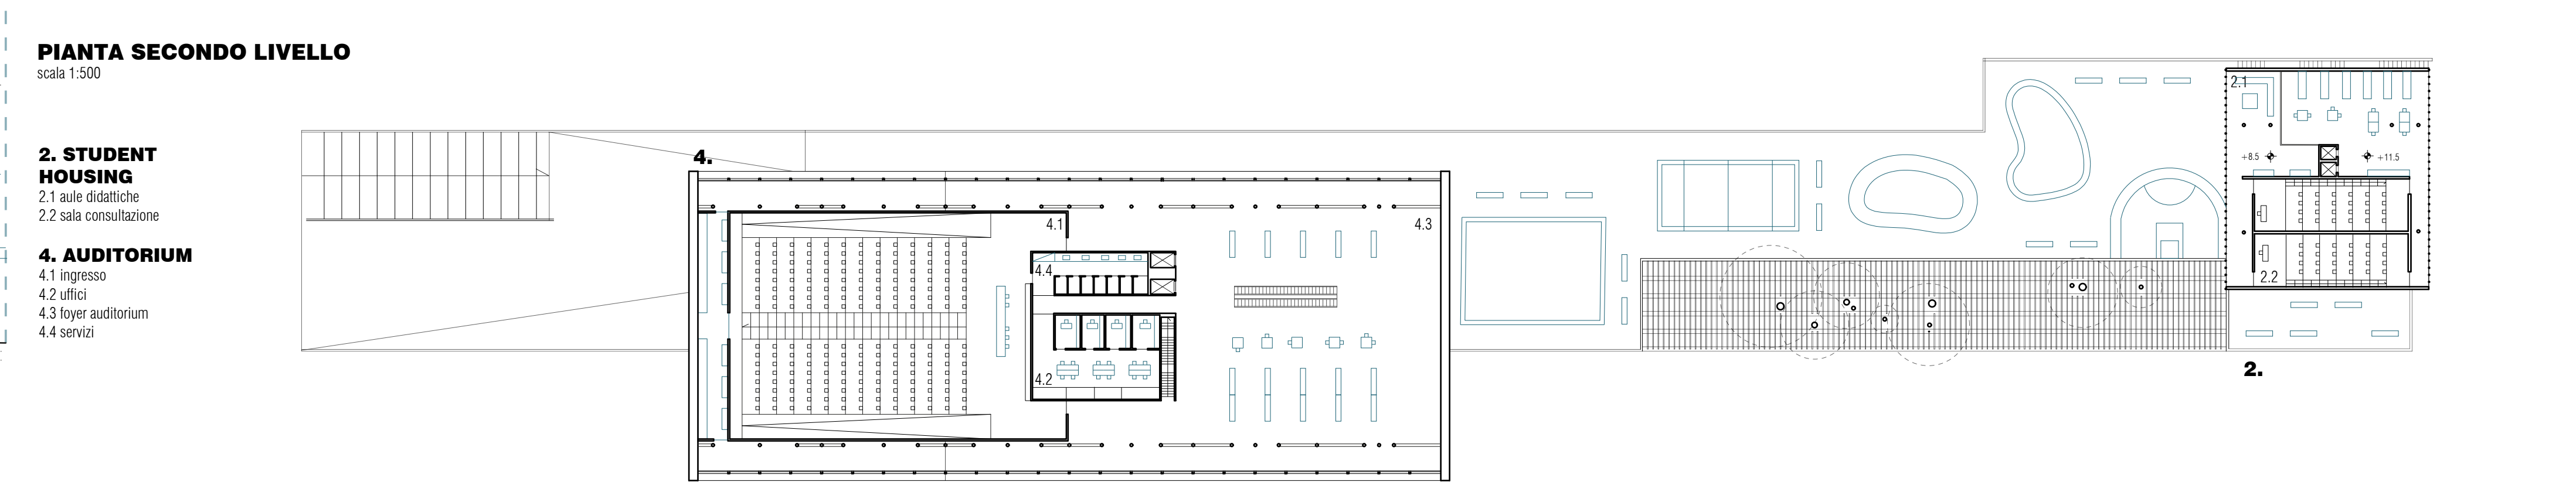 PIANTA SECONDO LIVELLO
scala 1:500
2. STUDENT
HOUSING
2.1 aule didattiche
2.2 sala consultazione
4. AUDITORIUM
4.1 ingresso
4.2 uffici
4.3 foyer auditorium
4.4 servizi
4.
4.1
4.3
4.4
4.2
2.1
+8.5
+11.5
2.2
2.